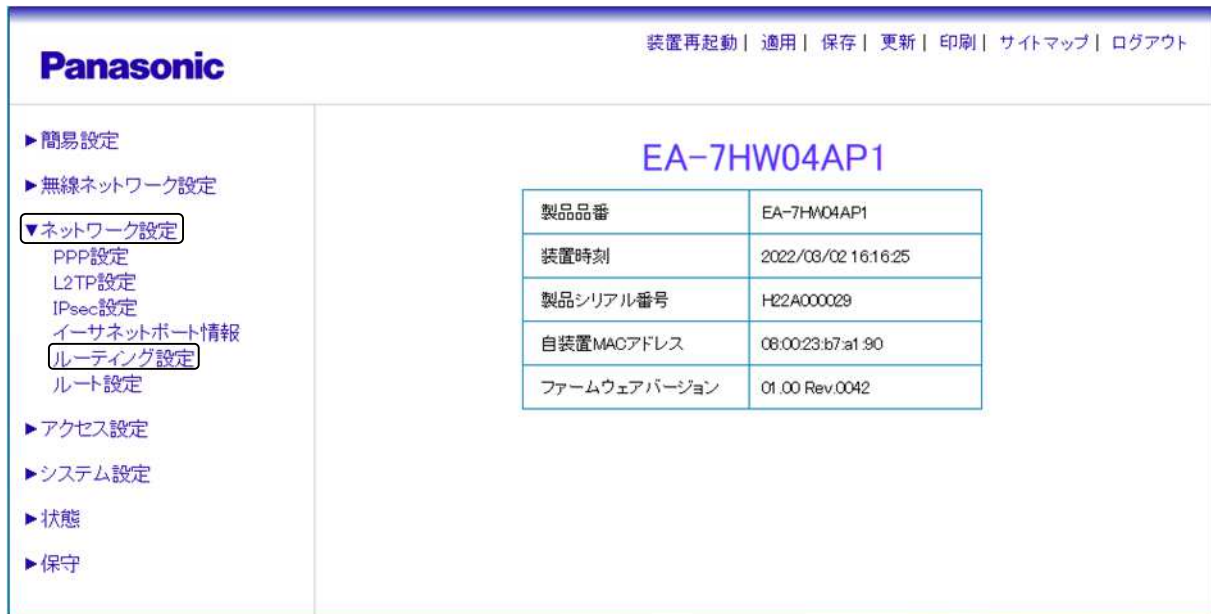 Panasonic
装置再起動 | 適用 | 保存 | 更新 | 印刷 | サイトマップ | ログアウト
▶簡易設定
▶無線ネットワーク設定
▼ネットワーク設定
PPP設定
L2TP設定
IPsec設定
イーサネットポート情報
ルーティング設定
ルート設定
▶アクセス設定
▶システム設定
▶状態
▶保守
EA-7HW04AP1
製品品番 EA-7HW04AP1
装置時刻 2022/03/02 16:16:25
製品シリアル番号 H22A000029
自装置MACアドレス 08:00:23:b7:a1:90
ファームウェアバージョン 01.00 Rev.0042